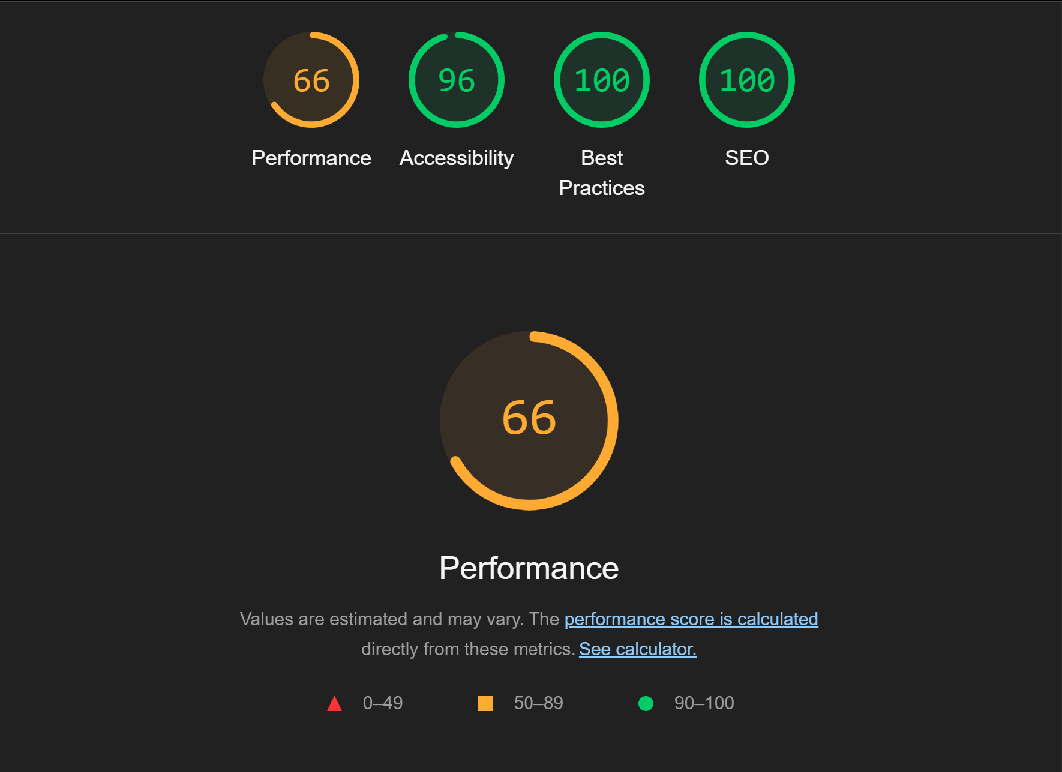 66
96
100
100
Performance
Accessibility
Best
Practices
SEO
66
Performance
Values are estimated and may vary. The performance score is calculated
directly from these metrics. See calculator.
0–49
50–89
90–100